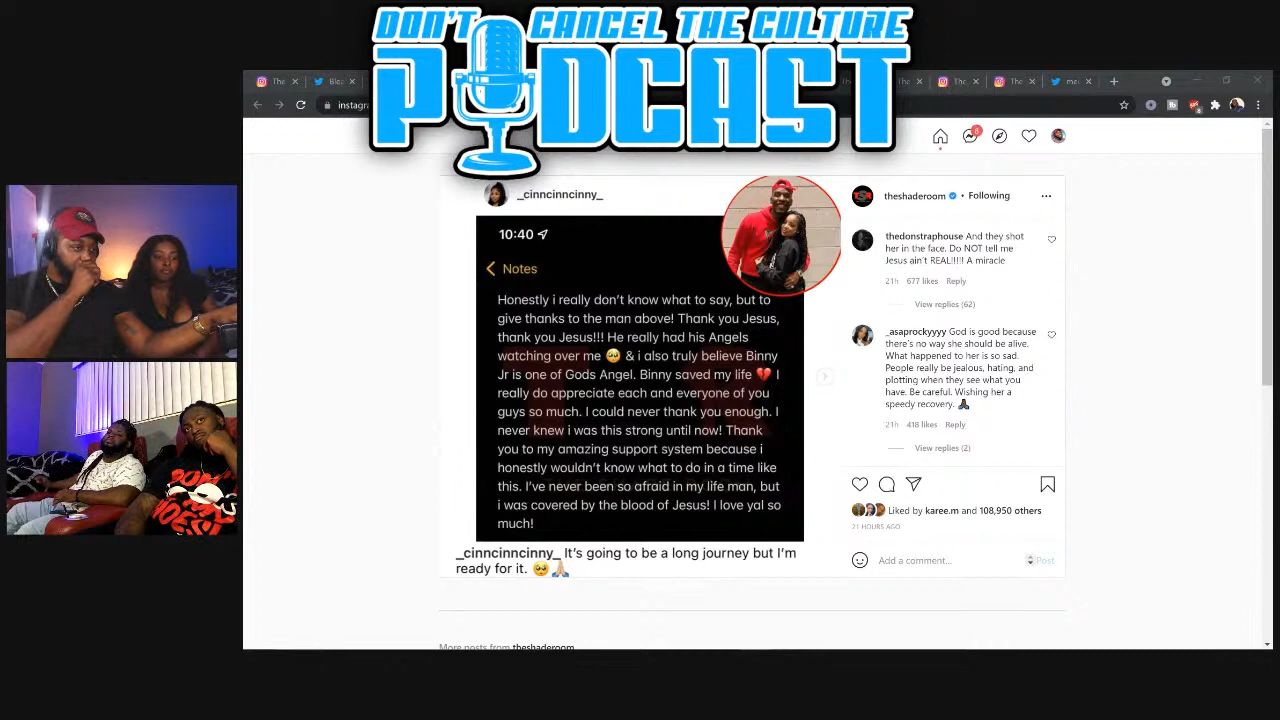 DON'T CANCEL THE CULTURE
PODCAST
instagra
8
_cinncinncinny_
10:40
Notes
Honestly i really don't know what to say, but to
give thanks to the man above! Thank you Jesus,
thank you Jesus!!! He really had his Angels
watching over me 🥺 & i also truly believe Binny
Jr is one of Gods Angel. Binny saved my life 💔 I
really do appreciate each and everyone of you
guys so much. I could never thank you enough. I
never knew i was this strong until now! Thank
you to my amazing support system because i
honestly wouldn't know what to do in a time like
this. I've never been so afraid in my life man, but
i was covered by the blood of Jesus! I love yal so
much!
_cinncinncinny_ It's going to be a long journey but I'm
ready for it. 🥺🙏🏼
theshaderoom • Following
thedonstraphouse And they shot
her in the face. Do NOT tell me
Jesus ain't REAL!!!!! A miracle
21h 677 likes Reply
View replies (62)
_asaprockyyyy God is good because
there's no way she should be alive.
What happened to her is so sad.
People really be jealous, hating, and
plotting when they see what you
have. Be careful. Wishing her a
speedy recovery. 🙏🏿
21h 418 likes Reply
View replies (2)
Liked by karee.m and 108,950 others
21 HOURS AGO
Add a comment...
Post
More posts from theshaderoom